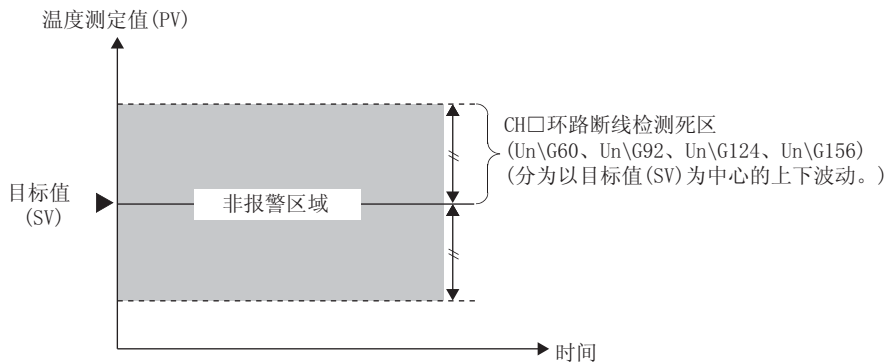 温度测定值(PV)
CH□环路断线检测死区
(Un\G60、Un\G92、Un\G124、Un\G156)
(分为以目标值(SV)为中心的上下波动。)
目标值
(SV)
非报警区域
时间